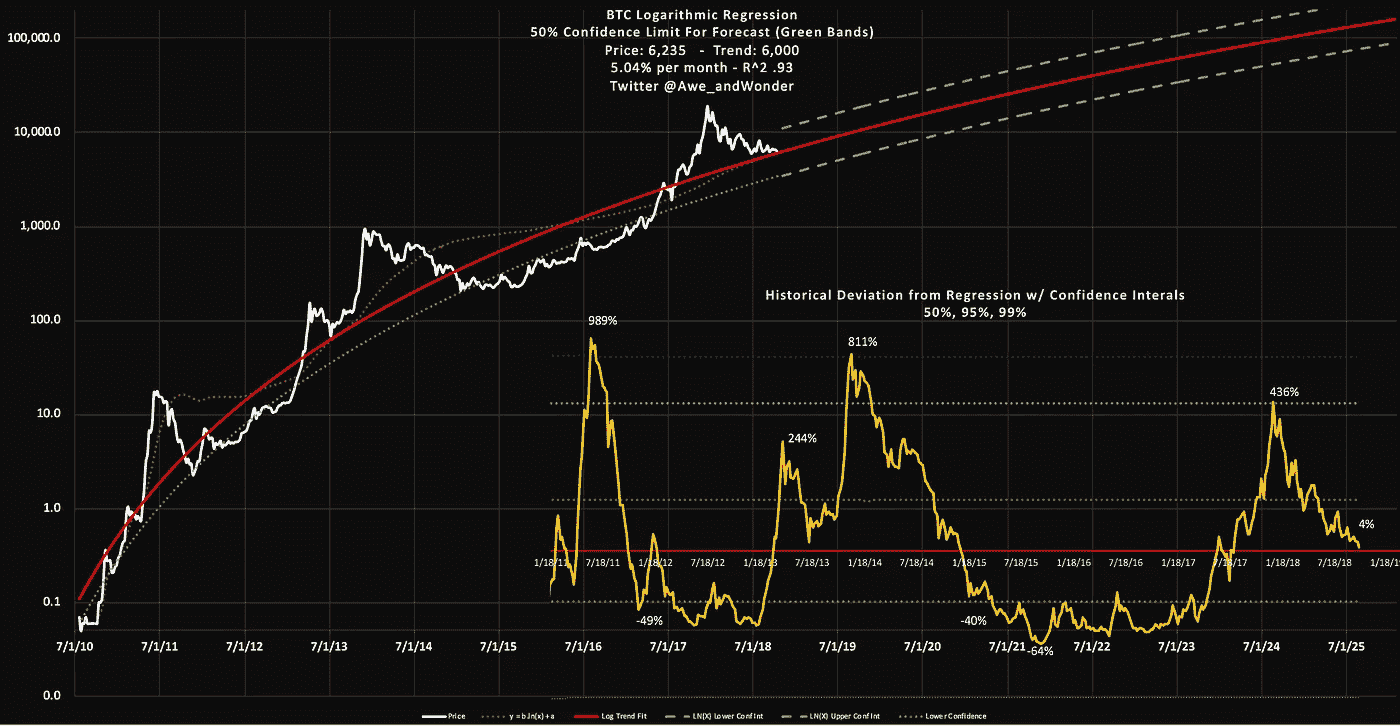 BTC Logarithmic Regression
50% Confidence Limit For Forecast (Green Bands)
Price: 6,235 - Trend: 6,000
5.04% per month - R^2 .93
Twitter @Awe_andWonder
100,000.0
10,000.0
1,000.0
100.0
10.0
1.0
0.1
0.0
Historical Deviation from Regression w/ Confidence Interals
50%, 95%, 99%
989%
811%
436%
244%
4%
-49%
-40%
-64%
1/18/11 7/18/11 1/18/12 7/18/12 1/18/13 7/18/13 1/18/14 7/18/14 1/18/15 7/18/15 1/18/16 7/18/16 1/18/17 7/18/17 1/18/18 7/18/18 1/18/1
7/1/10 7/1/11 7/1/12 7/1/13 7/1/14 7/1/15 7/1/16 7/1/17 7/1/18 7/1/19 7/1/20 7/1/21 7/1/22 7/1/23 7/1/24 7/1/25
Price y = b.ln(x) + a Log Trend Fit LN(X) Lower Conf Int LN(X) Upper Conf Int Lower Confidence